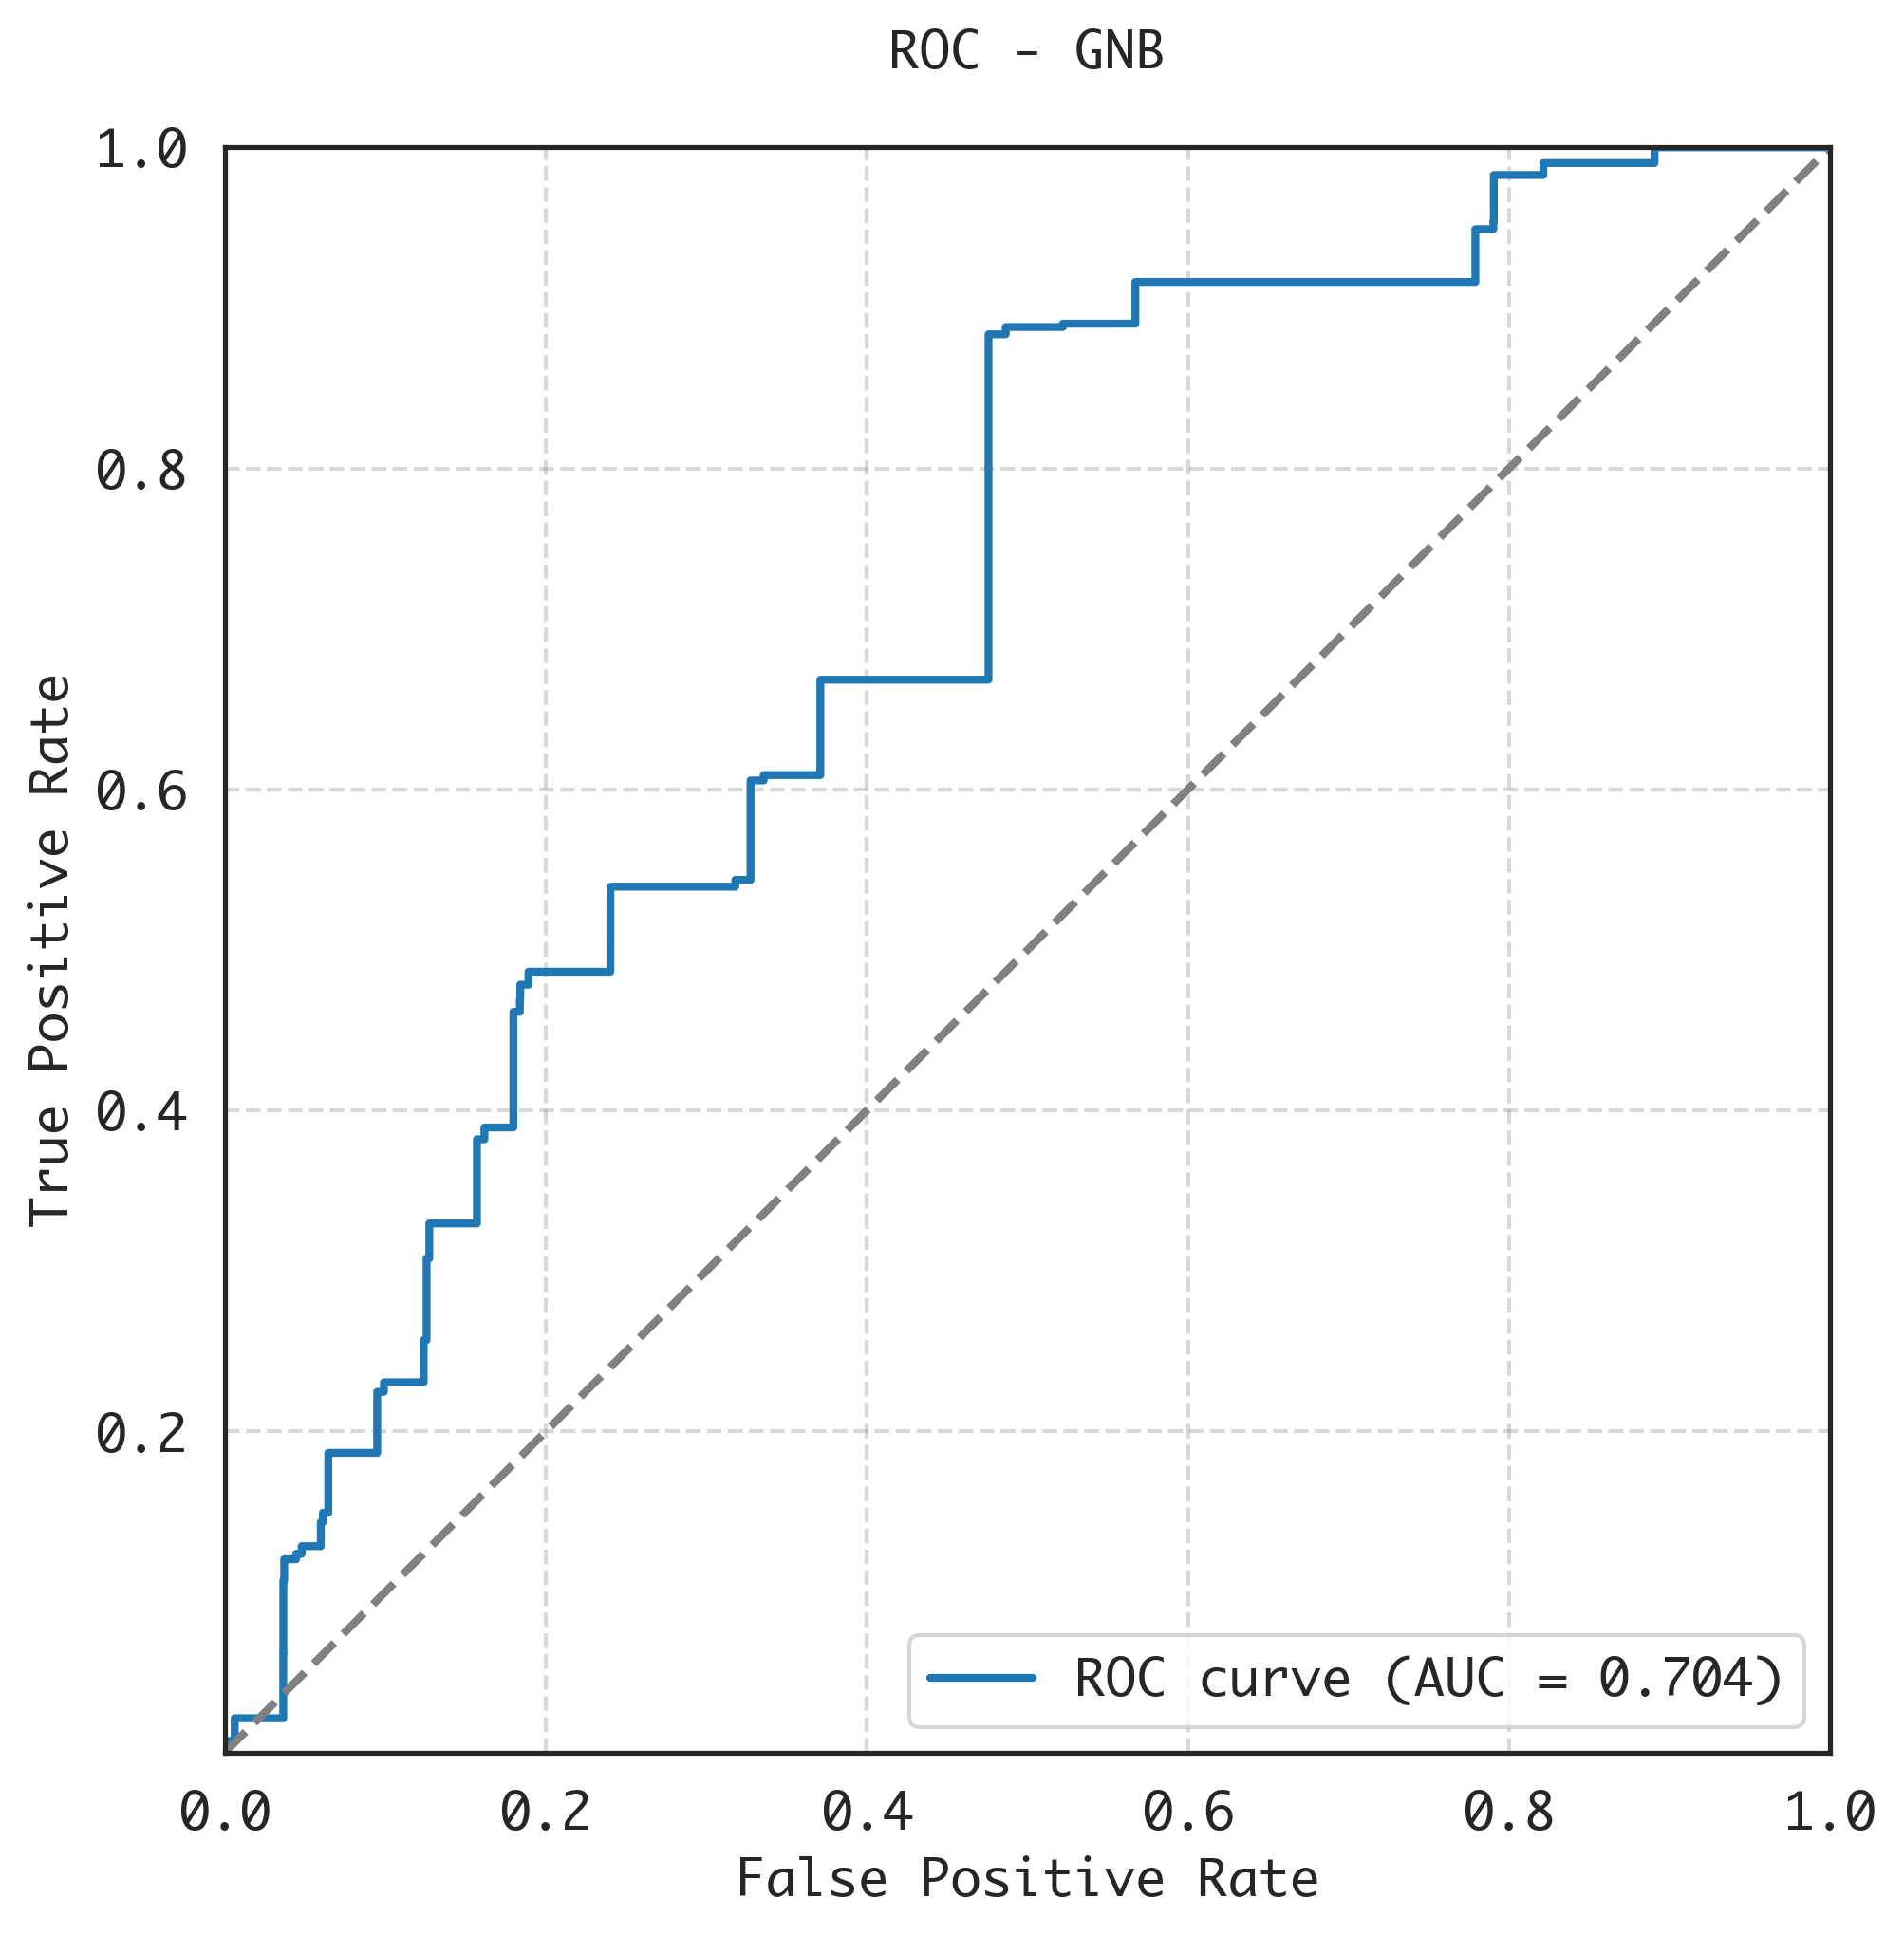 ROC - GNB
1.0
0.8
0.6
0.4
0.2
True Positive Rate
ROC curve (AUC = 0.704)
0.0 0.2 0.4 0.6 0.8 1.0
False Positive Rate